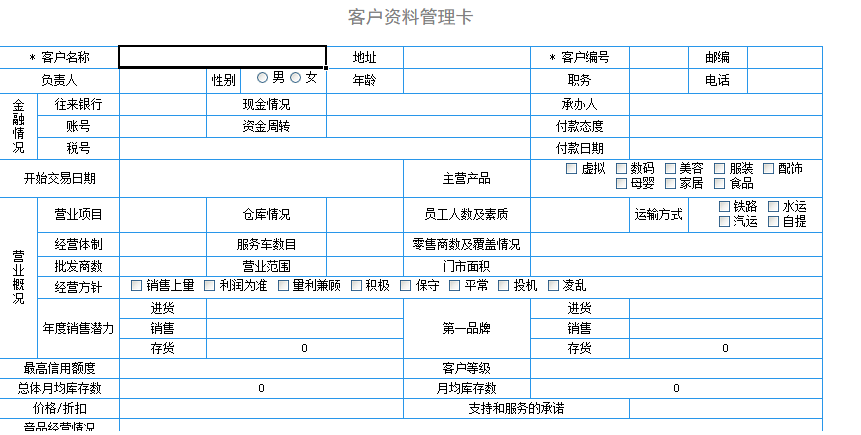 客户资料管理卡
* 客户名称 地址 * 客户编号 邮编
负责人 性别 男 女 年龄 职务 电话
金融情况
往来银行 现金情况 承办人
账号 资金周转 付款态度
税号 付款日期
开始交易日期 主营产品 虚拟 数码 美容 服装 配饰
母婴 家居 食品
营业概况
营业项目 仓库情况 员工人数及素质 运输方式 铁路 水运
汽运 自提
经营体制 服务车数目 零售商数及覆盖情况
批发商数 营业范围 门市面积
经营方针 销售上量 利润为准 量利兼顾 积极 保守 平常 投机 凌乱
年度销售潜力 进货 第一品牌 进货
销售 销售
存货 0 存货 0
最高信用额度 客户等级
总体月均库存数 0 月均库存数 0
价格/折扣 支持和服务的承诺
竞品经营情况